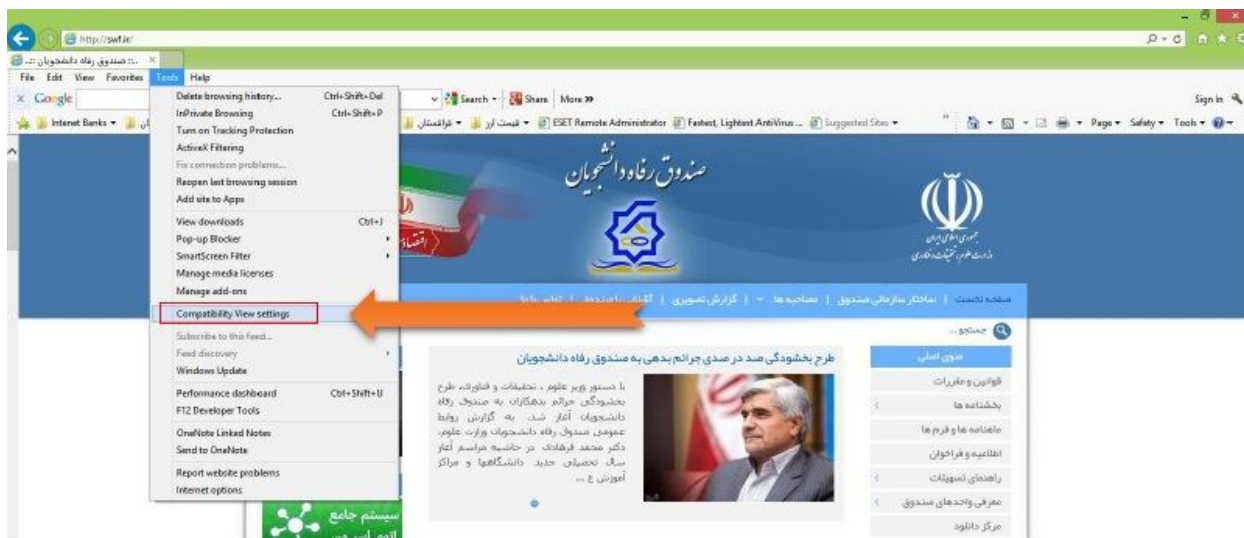 http://swf.ir/
..:: صندوق رفاه دانشجویان ::..
File Edit View Favorites Tools Help
Google Search Share More >> Sign In
Internet Banks قیمت ارز ESET Remote Administrator Fastest, Lightest AntiVirus ... Suggested Sites Page Safety Tools
Delete browsing history... Ctrl+Shift+Del
InPrivate Browsing Ctrl+Shift+P
Turn on Tracking Protection
ActiveX Filtering
Fix connection problems...
Reopen last browsing session
Add site to Apps
View downloads Ctrl+J
Pop-up Blocker
SmartScreen Filter
Manage media licenses
Manage add-ons
Compatibility View settings
Subscribe to this feed...
Feed discovery
Windows Update
Performance dashboard Ctrl+Shift+U
F12 Developer Tools
OneNote Linked Notes
Send to OneNote
Report website problems
Internet options
صندوق رفاه دانشجویان
جمهوری اسلامی ایران
وزارت علوم، تحقیقات و فناوری
صفحه نخست | ساختار سازمانی صندوق | مصاحبه ها | گزارش تصویری |
جستجو ...
منوی اصلی
قوانین و مقررات
بخشنامه ها
ماهنامه ها و فرم ها
اطلاعیه و فراخوان
راهنمای تسهیلات
معرفی واحدهای صندوق
مرکز دانلود
طرح بخشودگی صد در صدی جرائم بدهی به صندوق رفاه دانشجویان
با دستور وزیر علوم ، تحقیقات و فناوری، طرح
بخشودگی جرائم بدهکاران به صندوق رفاه
دانشجویان آغاز شد. به گزارش روابط
عمومی صندوق رفاه دانشجویان وزارت علوم،
دکتر محمد فرهادی، در حاشیه مراسم آغاز
سال تحصیلی جدید دانشگاهها و مراکز
آموزش ع ...
سیستم جامع